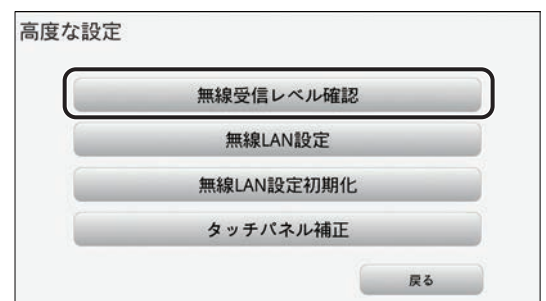 高度な設定
無線受信レベル確認
無線LAN設定
無線LAN設定初期化
タッチパネル補正
戻る